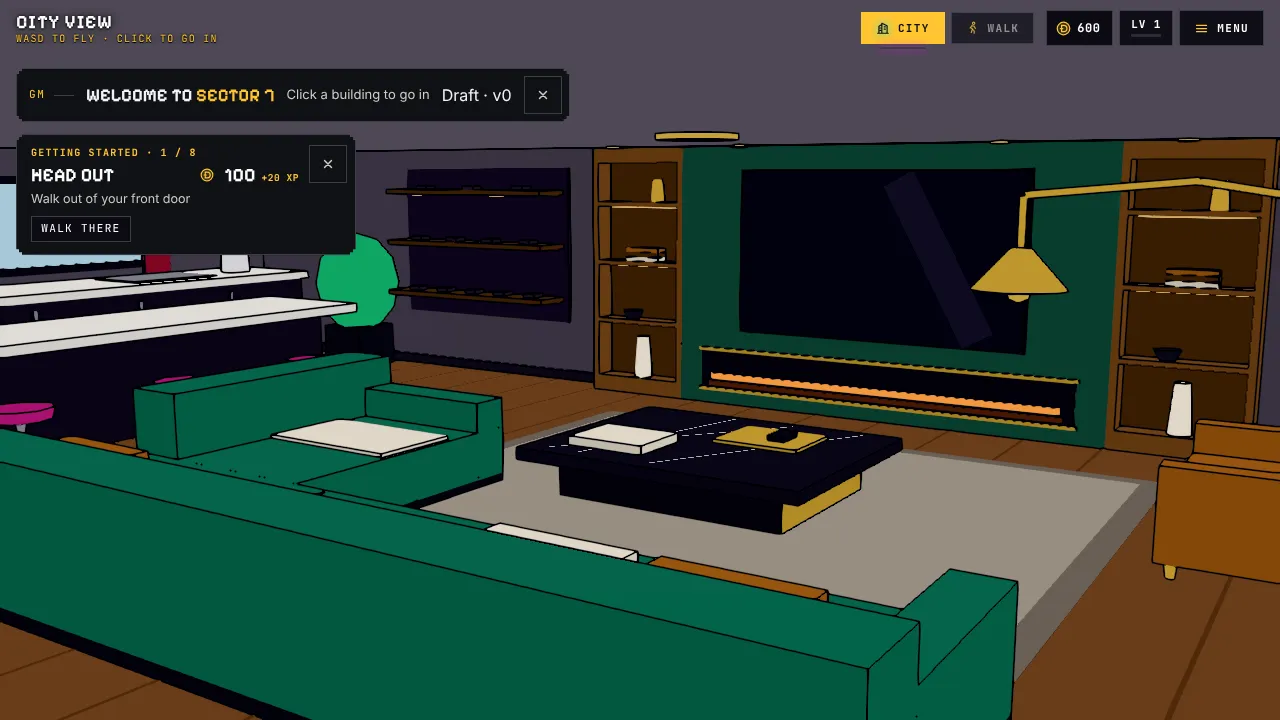 CITY VIEW
WASD TO FLY · CLICK TO GO IN
CITY
WALK
600
LV 1
MENU
GM
WELCOME TO SECTOR 7
Click a building to go in
Draft · v0
GETTING STARTED · 1 / 8
HEAD OUT
100 +20 XP
Walk out of your front door
WALK THERE